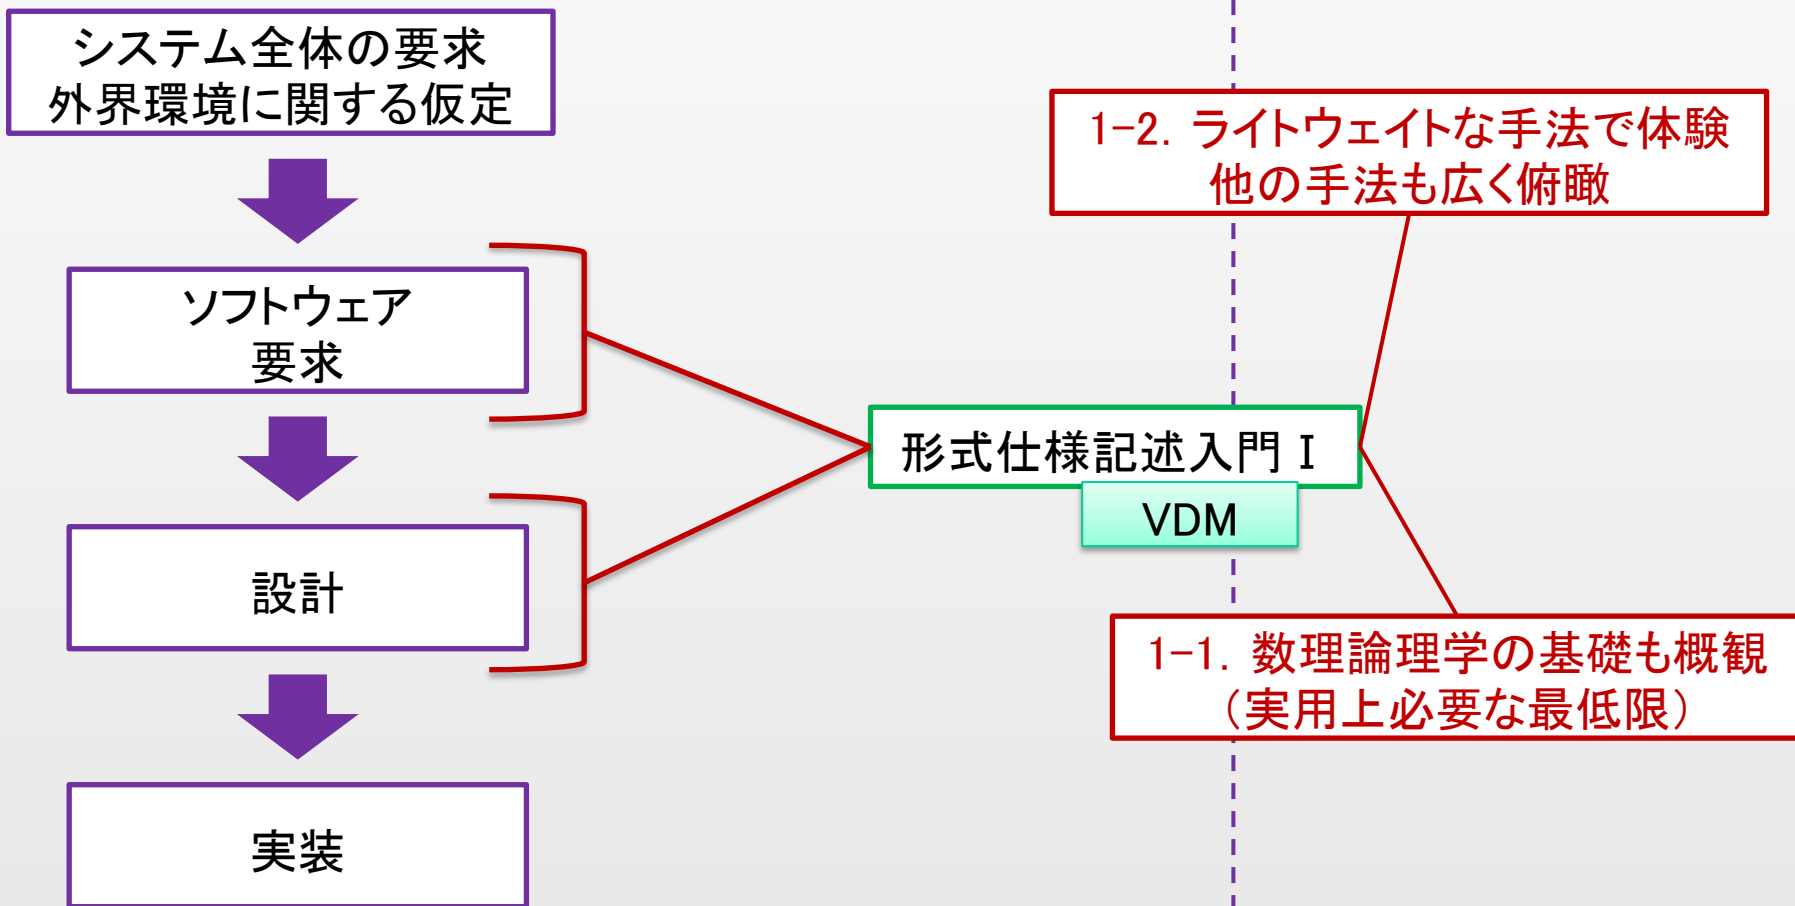 システム全体の要求
外界環境に関する仮定
ソフトウェア
要求
設計
実装
1-2. ライトウェイトな手法で体験
他の手法も広く俯瞰
形式仕様記述入門 I
VDM
1-1. 数理論理学の基礎も概観
（実用上必要な最低限）